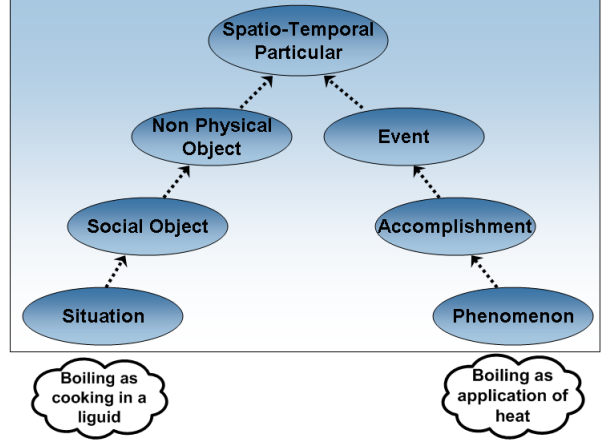 Spatio-Temporal
Particular
Non Physical
Object
Event
Social Object
Accomplishment
Situation
Phenomenon
Boiling as
cooking in a
liguid
Boiling as
application of
heat